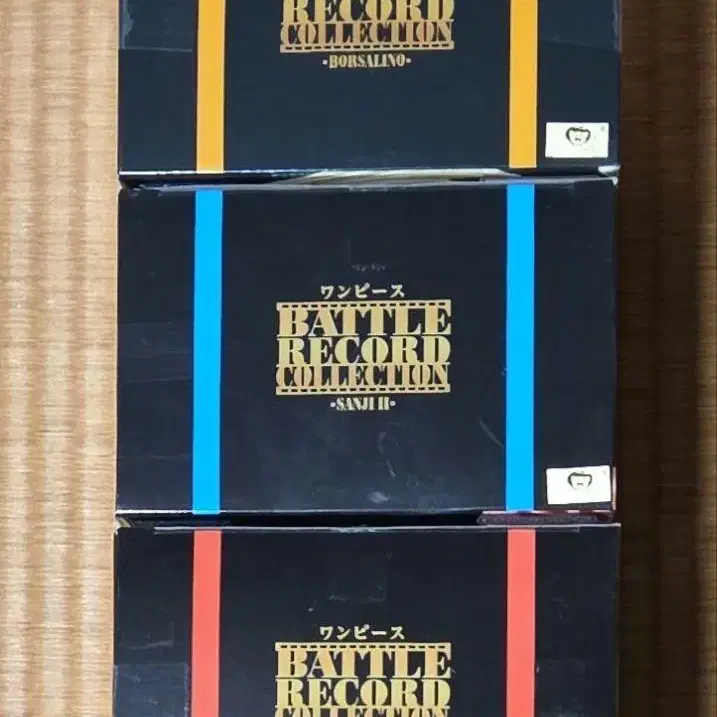 RECORD
COLLECTION
•BORSALINO•
ワンピース
BATTLE
RECORD
COLLECTION
•SANJI II•
ワンピース
BATTLE
RECORD
COLLECTION